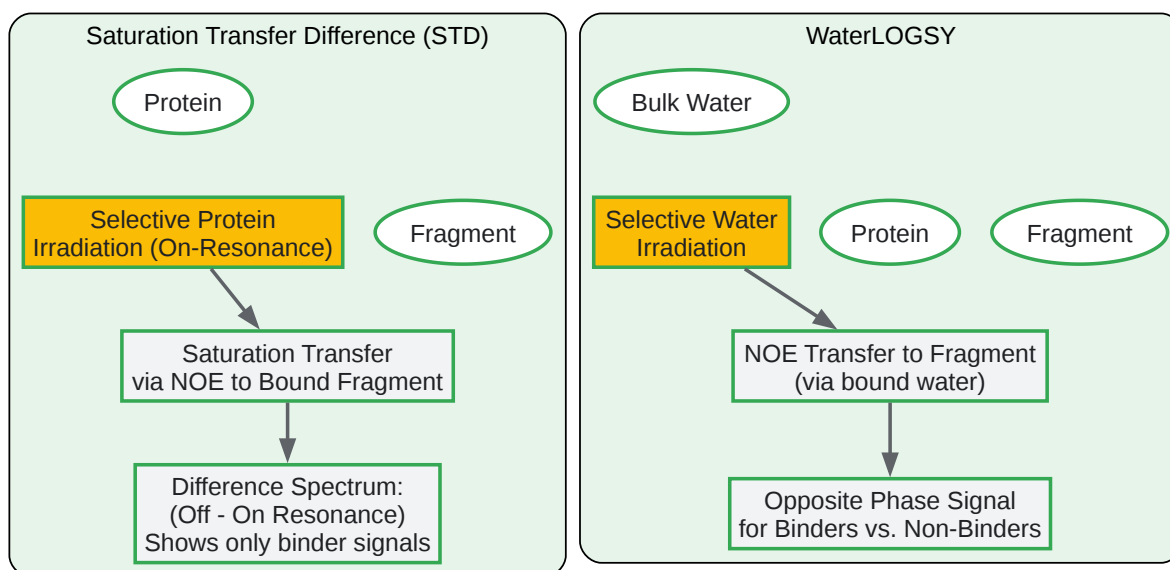 Saturation Transfer Difference (STD)
Protein
Selective Protein
Irradiation (On-Resonance)
Fragment
Saturation Transfer
via NOE to Bound Fragment
Difference Spectrum:
(Off - On Resonance)
Shows only binder signals
WaterLOGSY
Bulk Water
Selective Water
Irradiation
Protein
Fragment
NOE Transfer to Fragment
(via bound water)
Opposite Phase Signal
for Binders vs. Non-Binders